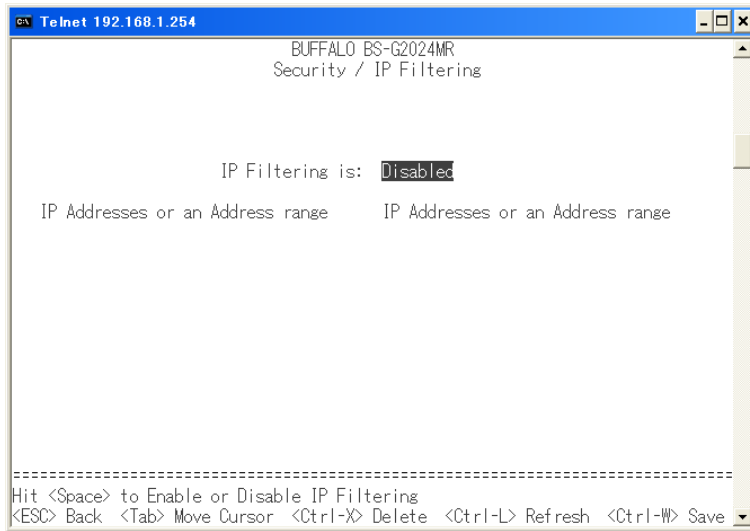 Telnet 192.168.1.254
BUFFALO BS-G2024MR
Security / IP Filtering
IP Filtering is: Disabled
IP Addresses or an Address range IP Addresses or an Address range
Hit <Space> to Enable or Disable IP Filtering
<ESC> Back <Tab> Move Cursor <Ctrl-X> Delete <Ctrl-L> Refresh <Ctrl-W> Save